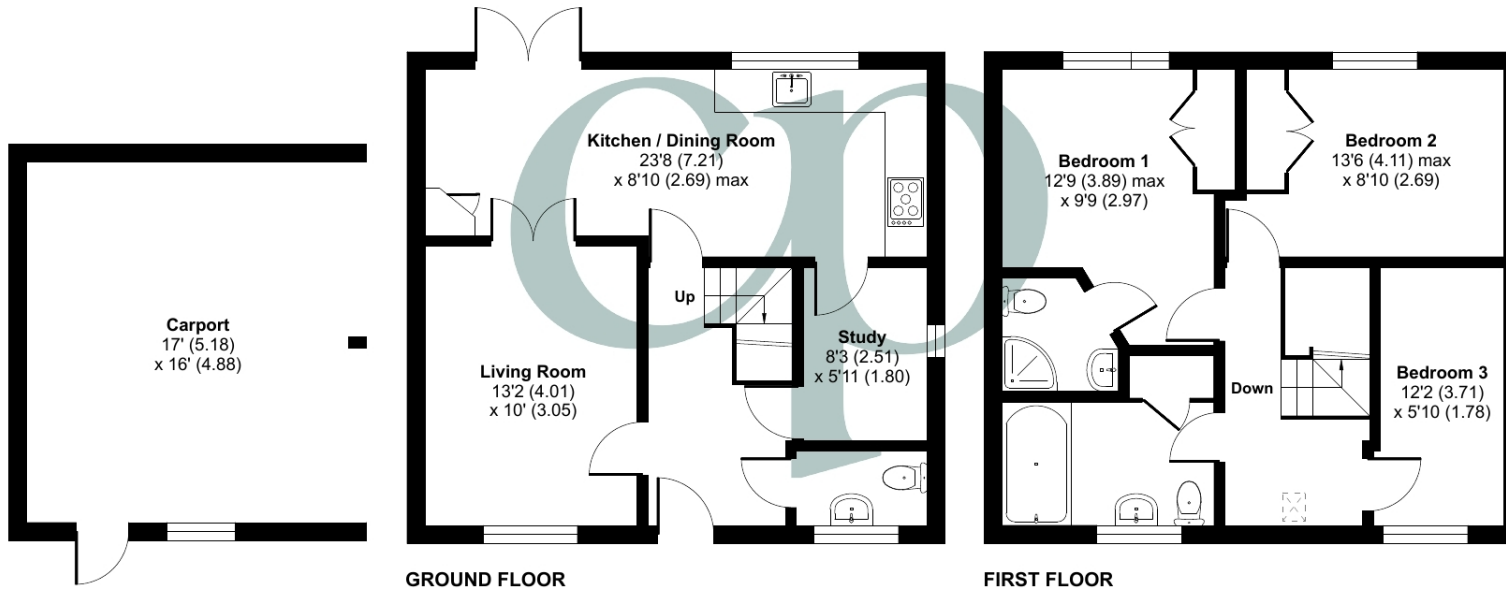 Carport
17' (5.18)
x 16' (4.88)
Kitchen / Dining Room
23'8 (7.21)
x 8'10 (2.69) max
Up
Living Room
13'2 (4.01)
x 10' (3.05)
Study
8'3 (2.51)
x 5'11 (1.80)
GROUND FLOOR
Bedroom 1
12'9 (3.89) max
x 9'9 (2.97)
Bedroom 2
13'6 (4.11) max
x 8'10 (2.69)
Down
Bedroom 3
12'2 (3.71)
x 5'10 (1.78)
FIRST FLOOR
cp